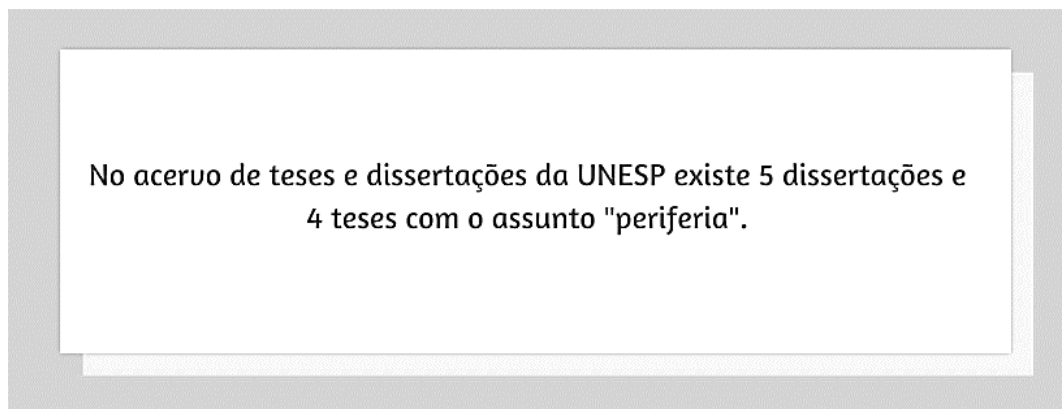 No acervo de teses e dissertações da UNESP existe 5 dissertações e
4 teses com o assunto "periferia".